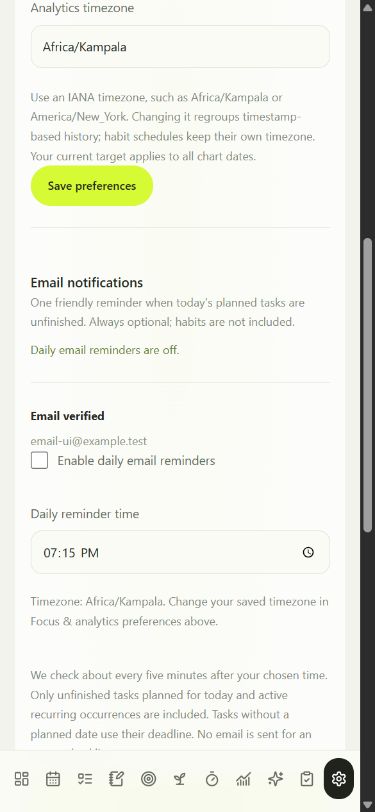 Analytics timezone
Africa/Kampala
Use an IANA timezone, such as Africa/Kampala or
America/New_York. Changing it regroups timestamp-
based history; habit schedules keep their own timezone.
Your current target applies to all chart dates.
Save preferences
Email notifications
One friendly reminder when today's planned tasks are
unfinished. Always optional; habits are not included.
Daily email reminders are off.
Email verified
email-ui@example.test
Enable daily email reminders
Daily reminder time
07:15 PM
Timezone: Africa/Kampala. Change your saved timezone in
Focus & analytics preferences above.
We check about every five minutes after your chosen time.
Only unfinished tasks planned for today and active
recurring occurrences are included. Tasks without a
planned date use their deadline. No email is sent for an